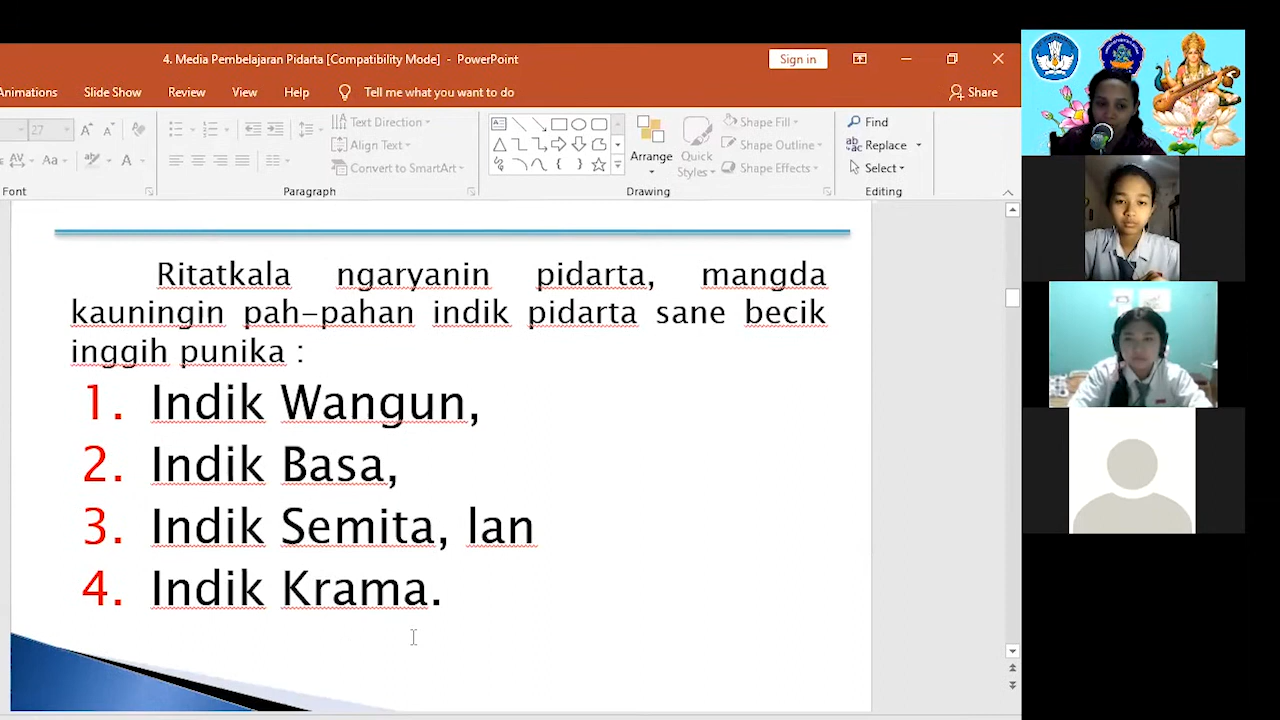 4. Media Pembelajaran Pidarta [Compatibility Mode] - PowerPoint
Sign in
Animations Slide Show Review View Help Tell me what you want to do
Share
27
Aa
Text Direction
Align Text
Convert to SmartArt
Arrange
Quick
Styles
Shape Fill
Shape Outline
Shape Effects
Find
Replace
Select
Font Paragraph Drawing Editing
Ritatkala ngaryanin pidarta, mangda
kauningin pah-pahan indik pidarta sane becik
inggih punika :
1. Indik Wangun,
2. Indik Basa,
3. Indik Semita, lan
4. Indik Krama.